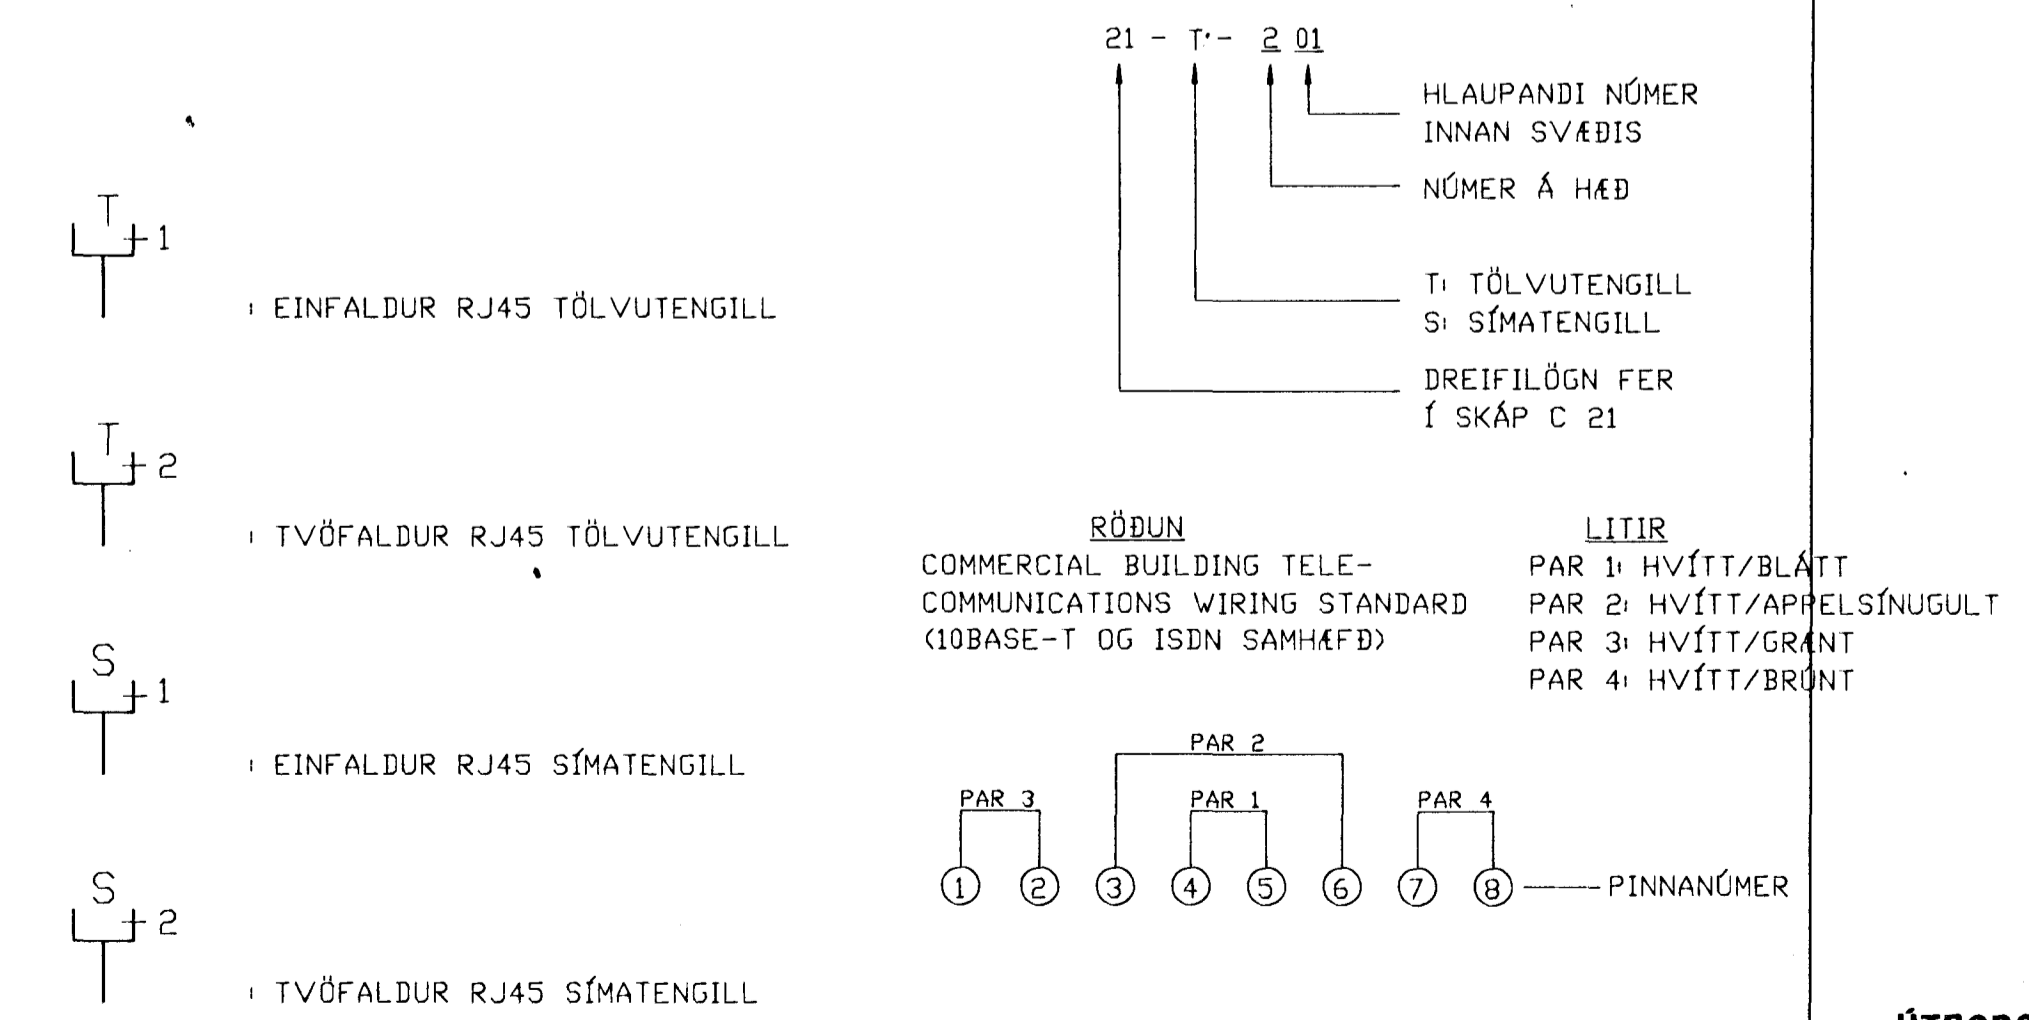 T
1
: EINFALDUR RJ45 TÖLVUTENGILL
T
2
: TVÖFALDUR RJ45 TÖLVUTENGILL
S
1
: EINFALDUR RJ45 SÍMATENGILL
S
2
: TVÖFALDUR RJ45 SÍMATENGILL
21 - T - 2 01
HLAUPANDI NÚMER
INNAN SVÆÐIS
NÚMER Á HÆÐ
T: TÖLVUTENGILL
S: SÍMATENGILL
DREIFILÖGN FER
Í SKÁP C 21
RÖÐUN
COMMERCIAL BUILDING TELE-
COMMUNICATIONS WIRING STANDARD
(10BASE-T OG ISDN SAMHÆFÐ)
LITIR
PAR 1: HVÍTT/BLÁTT
PAR 2: HVÍTT/APPELSÍNUGULT
PAR 3: HVÍTT/GRÆNT
PAR 4: HVÍTT/BRÚNT
PAR 2
PAR 3 PAR 1 PAR 4
1 2 3 4 5 6 7 8 PINNANÚMER